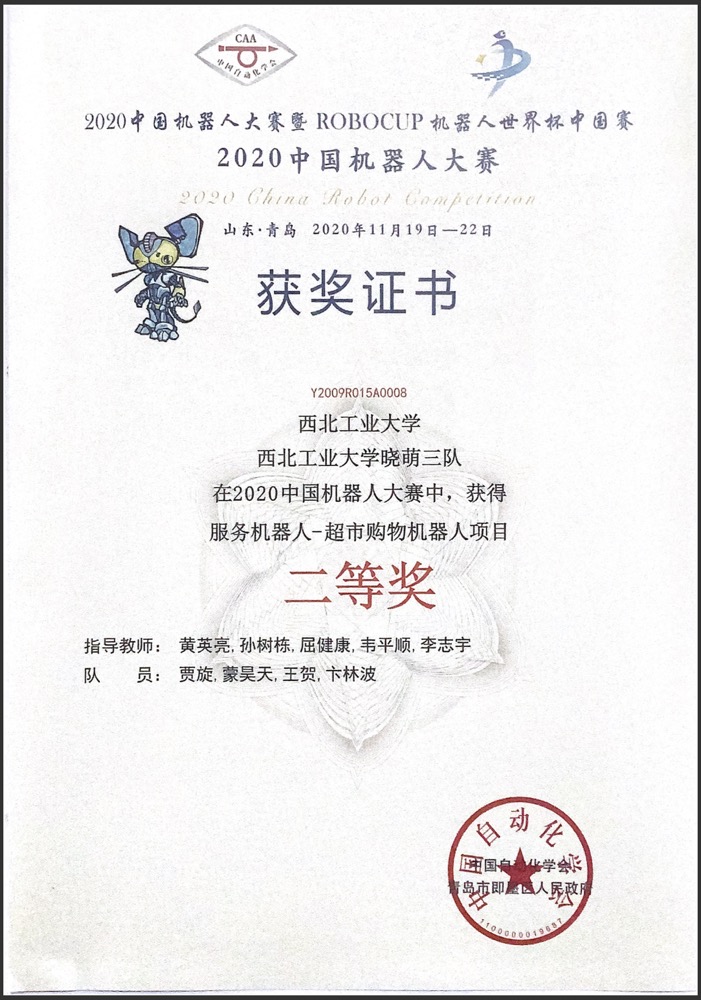 CAA
中国自动化学会
2020中国机器人大赛暨 ROBOCUP 机器人世界杯中国赛
2020中国机器人大赛
2020 China Robot Competition
山东·青岛 2020年11月19日—22日
获奖证书
Y2009R015A0008
西北工业大学
西北工业大学晓萌三队
在2020中国机器人大赛中，获得
服务机器人-超市购物机器人项目
二等奖
指导教师： 黄英亮, 孙树栋, 屈健康, 韦平顺, 李志宇
队 员： 贾旋, 蒙昊天, 王贺, 卞林波
中国自动化学会
中国自动化学会
青岛市即墨区人民政府
1100000019687